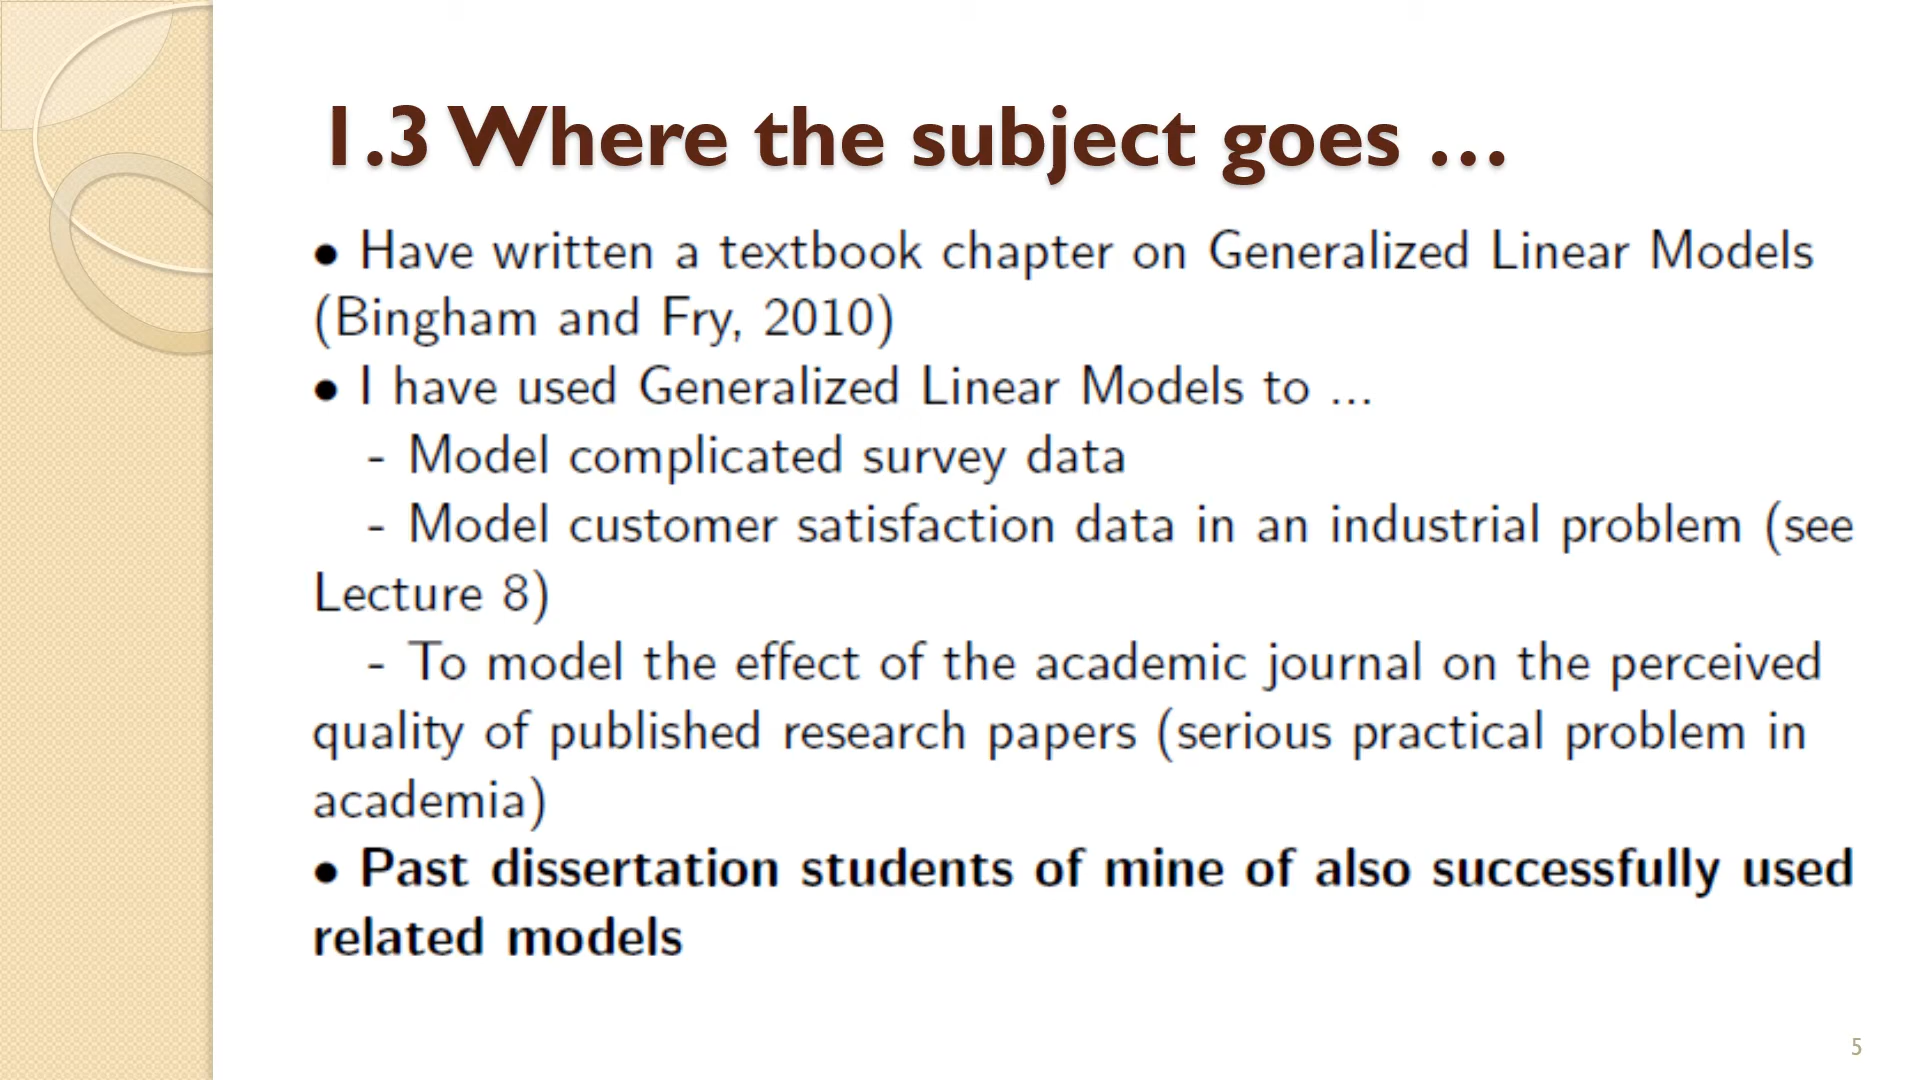 1.3 Where the subject goes …
● Have written a textbook chapter on Generalized Linear Models
(Bingham and Fry, 2010)
● I have used Generalized Linear Models to ...
- Model complicated survey data
- Model customer satisfaction data in an industrial problem (see
Lecture 8)
- To model the effect of the academic journal on the perceived
quality of published research papers (serious practical problem in
academia)
● Past dissertation students of mine of also successfully used
related models
5